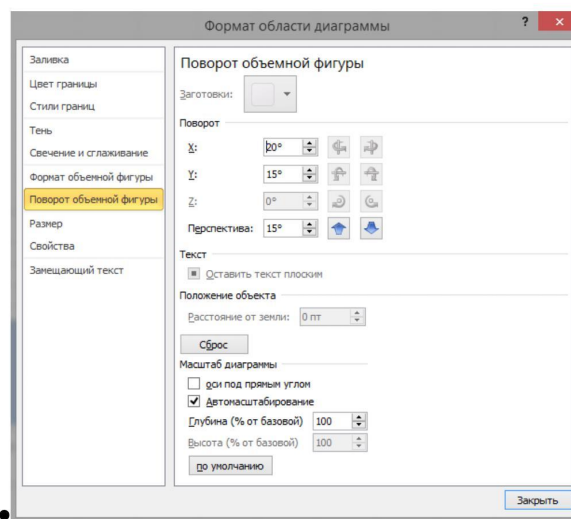 Формат области диаграммы
Заливка
Цвет границы
Стили границ
Тень
Свечение и сглаживание
Формат объемной фигуры
Поворот объемной фигуры
Размер
Свойства
Замещающий текст
Поворот объемной фигуры
Заготовки:
Поворот
X: 20°
Y: 15°
Z: 0°
Перспектива: 15°
Текст
Оставить текст плоским
Положение объекта
Расстояние от земли: 0 пт
Сброс
Масштаб диаграммы
оси под прямым углом
Автомасштабирование
Глубина (% от базовой) 100
Высота (% от базовой) 100
по умолчанию
Закрыть